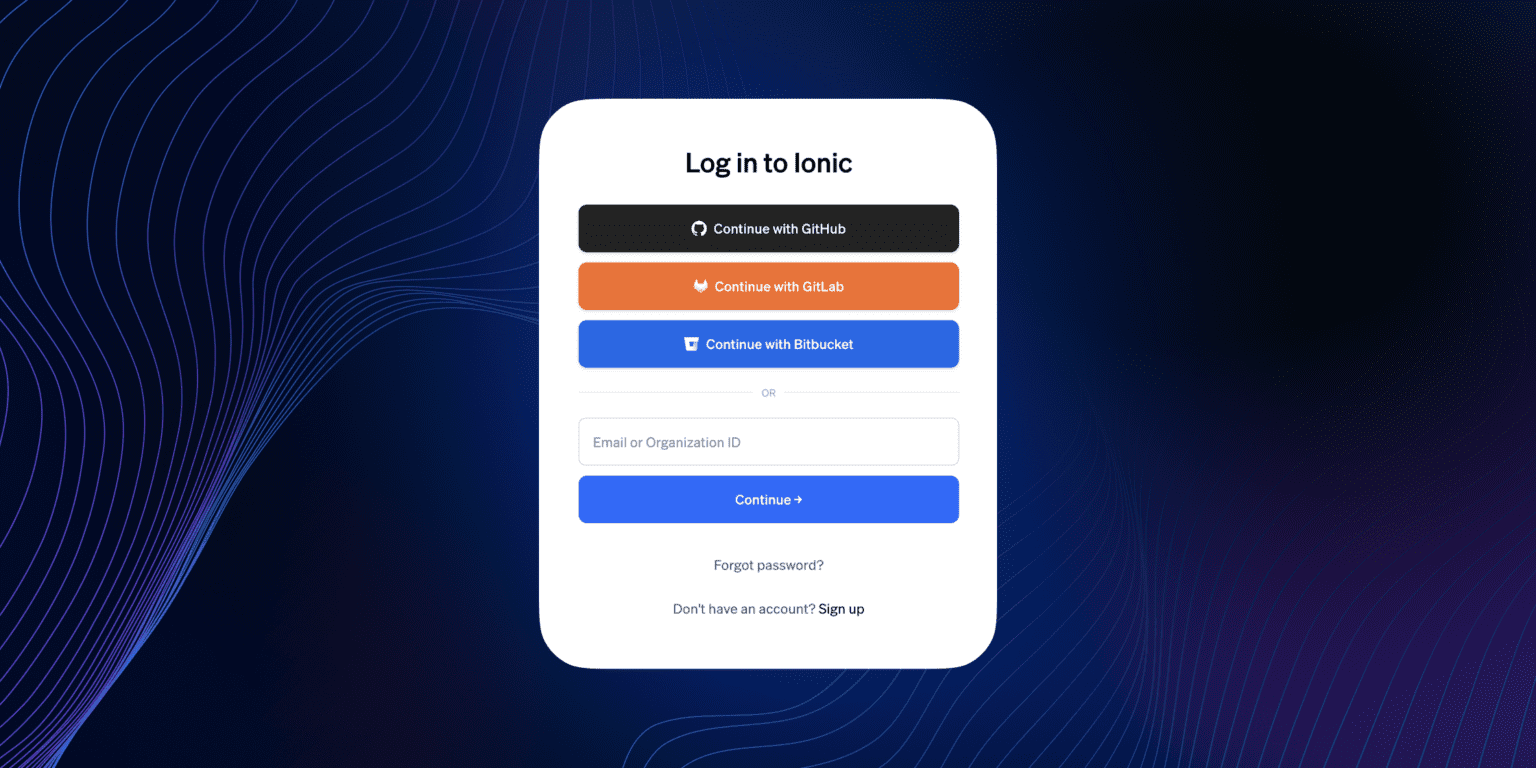 Log in to Ionic
Continue with GitHub
Continue with GitLab
Continue with Bitbucket
OR
Email or Organization ID
Continue →
Forgot password?
Don't have an account? Sign up